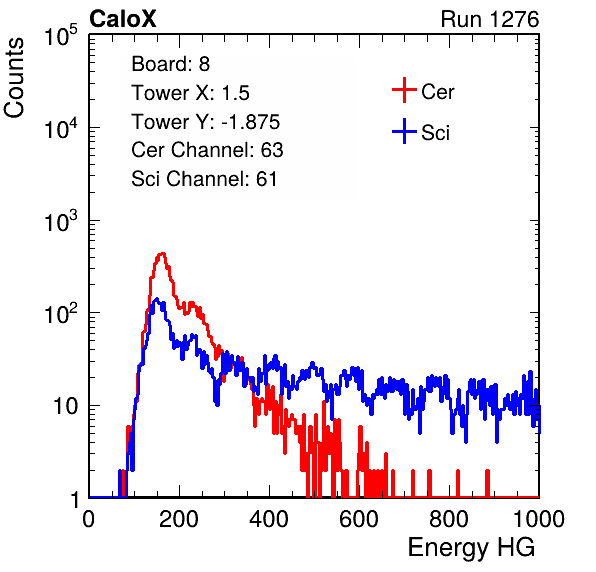 CaloX
Run 1276
Counts
10^5
10^4
10^3
10^2
10
1
Board: 8
Tower X: 1.5
Tower Y: -1.875
Cer Channel: 63
Sci Channel: 61
Cer
Sci
0 200 400 600 800 1000
Energy HG